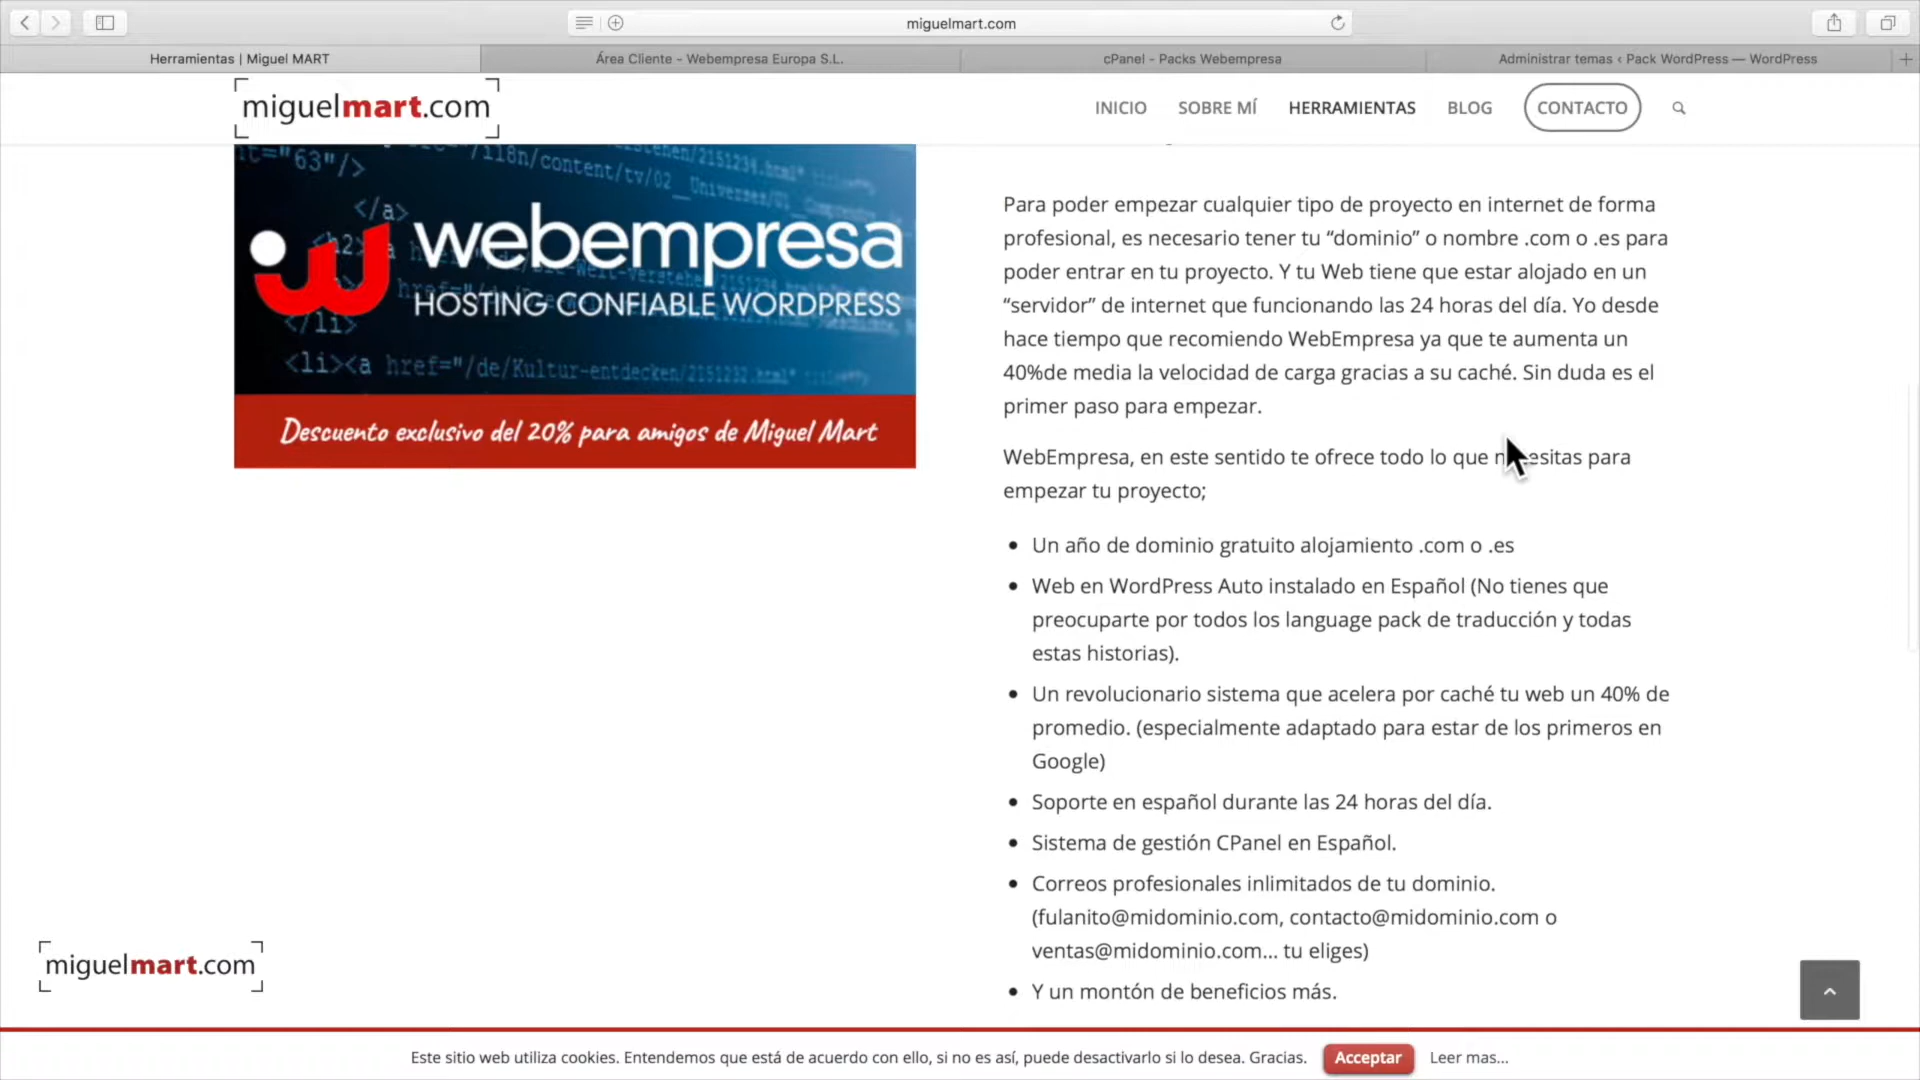 miguelmart.com
Herramientas | Miguel MART
Área Cliente - Webempresa Europa S.L.
cPanel - Packs Webempresa
Administrar temas ‹ Pack WordPress — WordPress
miguelmart.com
INICIO
SOBRE MÍ
HERRAMIENTAS
BLOG
CONTACTO
webempresa
HOSTING CONFIABLE WORDPRESS
Descuento exclusivo del 20% para amigos de Miguel Mart
Para poder empezar cualquier tipo de proyecto en internet de forma
profesional, es necesario tener tu “dominio” o nombre .com o .es para
poder entrar en tu proyecto. Y tu Web tiene que estar alojado en un
“servidor” de internet que funcionando las 24 horas del día. Yo desde
hace tiempo que recomiendo WebEmpresa ya que te aumenta un
40%de media la velocidad de carga gracias a su caché. Sin duda es el
primer paso para empezar.
WebEmpresa, en este sentido te ofrece todo lo que necesitas para
empezar tu proyecto;
• Un año de dominio gratuito alojamiento .com o .es
• Web en WordPress Auto instalado en Español (No tienes que
preocuparte por todos los language pack de traducción y todas
estas historias).
• Un revolucionario sistema que acelera por caché tu web un 40% de
promedio. (especialmente adaptado para estar de los primeros en
Google)
• Soporte en español durante las 24 horas del día.
• Sistema de gestión CPanel en Español.
• Correos profesionales inlimitados de tu dominio.
(fulanito@midominio.com, contacto@midominio.com o
ventas@midominio.com... tu eliges)
• Y un montón de beneficios más.
miguelmart.com
Este sitio web utiliza cookies. Entendemos que está de acuerdo con ello, si no es así, puede desactivarlo si lo desea. Gracias.
Acceptar
Leer mas...